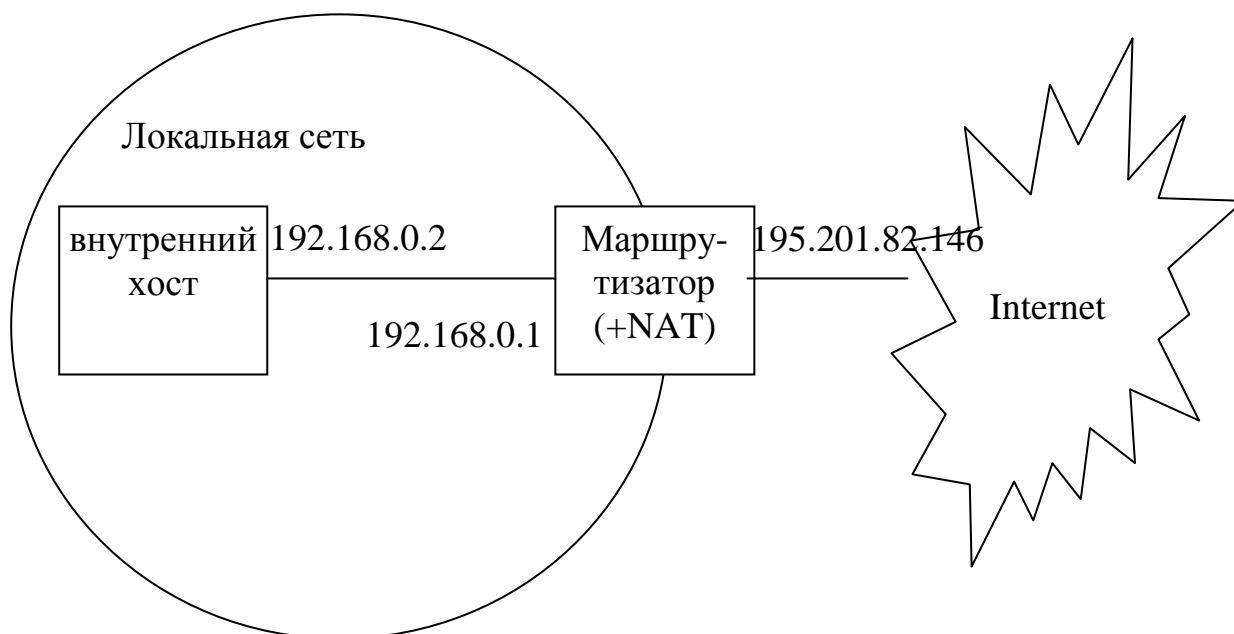 Локальная сеть
внутренний
хост
192.168.0.2
192.168.0.1
Маршру-
тизатор
(+NAT)
195.201.82.146
Internet